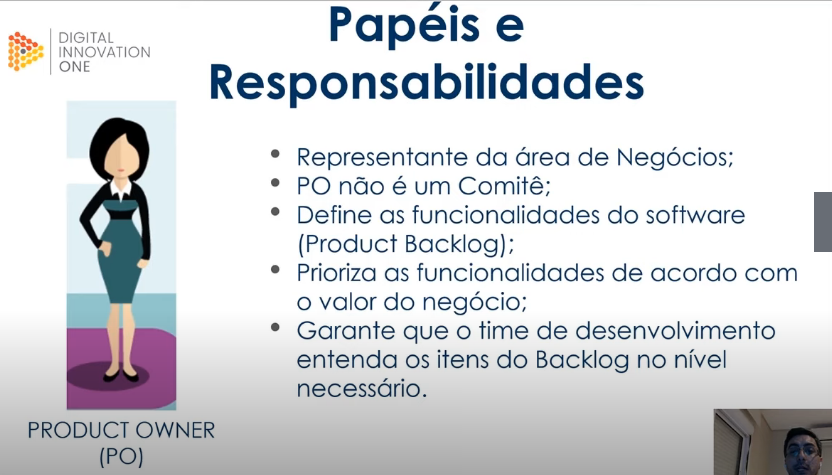 Papéis e
Responsabilidades
DIGITAL
INNOVATION
ONE
Representante da área de Negócios;
PO não é um Comitê;
Define as funcionalidades do software
(Product Backlog);
Prioriza as funcionalidades de acordo com
o valor do negócio;
Garante que o time de desenvolvimento
entenda os itens do Backlog no nível
necessário.
PRODUCT OWNER
(PO)